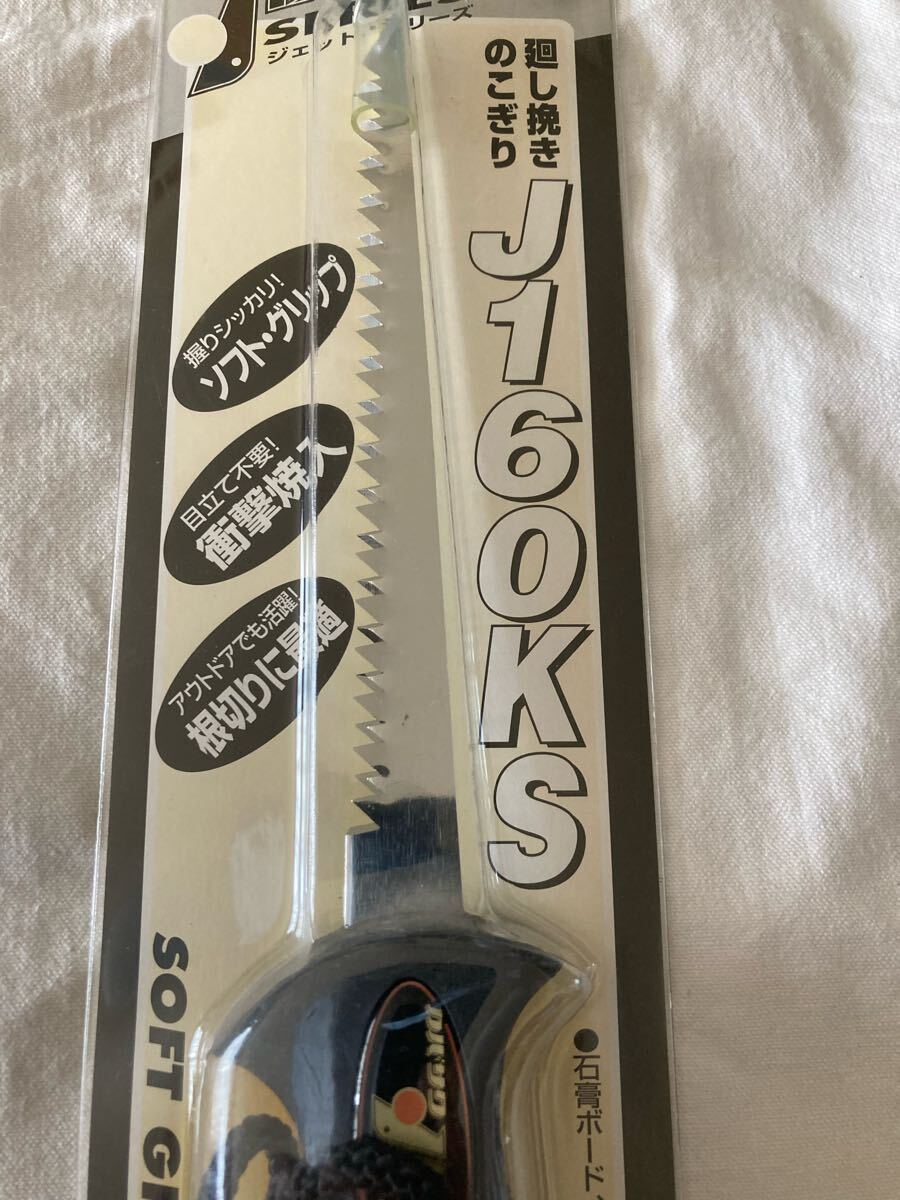 ジェット
リーズ
廻し挽き
のこぎり
J160KS
握りシッカリ!
ソフト・グリップ
目立て不要!
衝撃焼入
アウトドアでも活躍!
根切りに最適
SOFT
●石膏ボード、